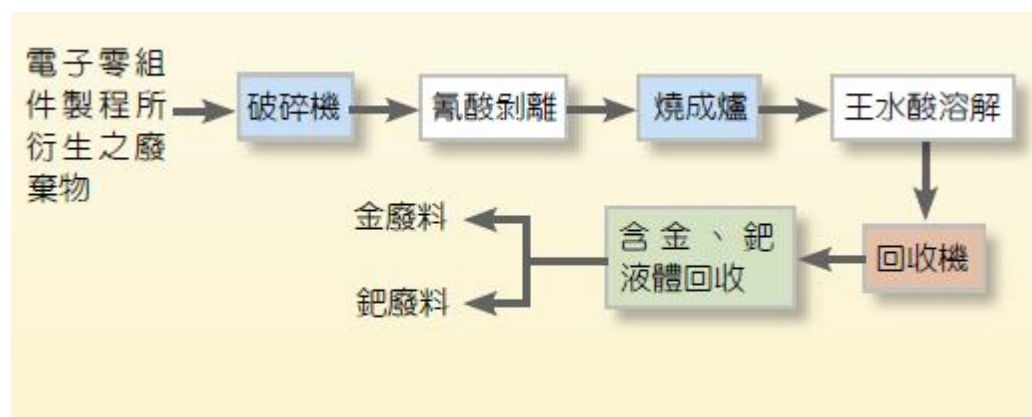 電子零組
件製程所
衍生之廢
棄物
破碎機
氰酸剝離
燒成爐
王水酸溶解
回收機
含金、鈀
液體回收
金廢料
鈀廢料